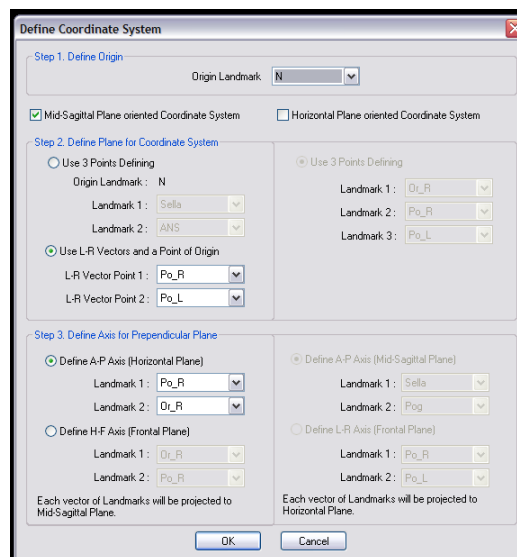 Define Coordinate System
Step 1. Define Origin
Origin Landmark N
Mid-Sagittal Plane oriented Coordinate System Horizontal Plane oriented Coordinate System
Step 2. Define Plane for Coordinate System
Use 3 Points Defining
Origin Landmark : N
Landmark 1 : Sella
Landmark 2 : ANS
Use L-R Vectors and a Point of Origin
L-R Vector Point 1 : Po_R
L-R Vector Point 2 : Po_L
Use 3 Points Defining
Landmark 1 : Or_R
Landmark 2 : Po_R
Landmark 3 : Po_L
Step 3. Define Axis for Prependicular Plane
Define A-P Axis (Horizontal Plane)
Landmark 1 : Po_R
Landmark 2 : Or_R
Define H-F Axis (Frontal Plane)
Landmark 1 : Or_R
Landmark 2 : Po_R
Each vector of Landmarks will be projected to
Mid-Sagittal Plane.
Define A-P Axis (Mid-Sagittal Plane)
Landmark 1 : Sella
Landmark 2 : Pog
Define L-R Axis (Frontal Plane)
Landmark 1 : Po_R
Landmark 2 : Po_L
Each vector of Landmarks will be projected to
Horizontal Plane.
OK Cancel